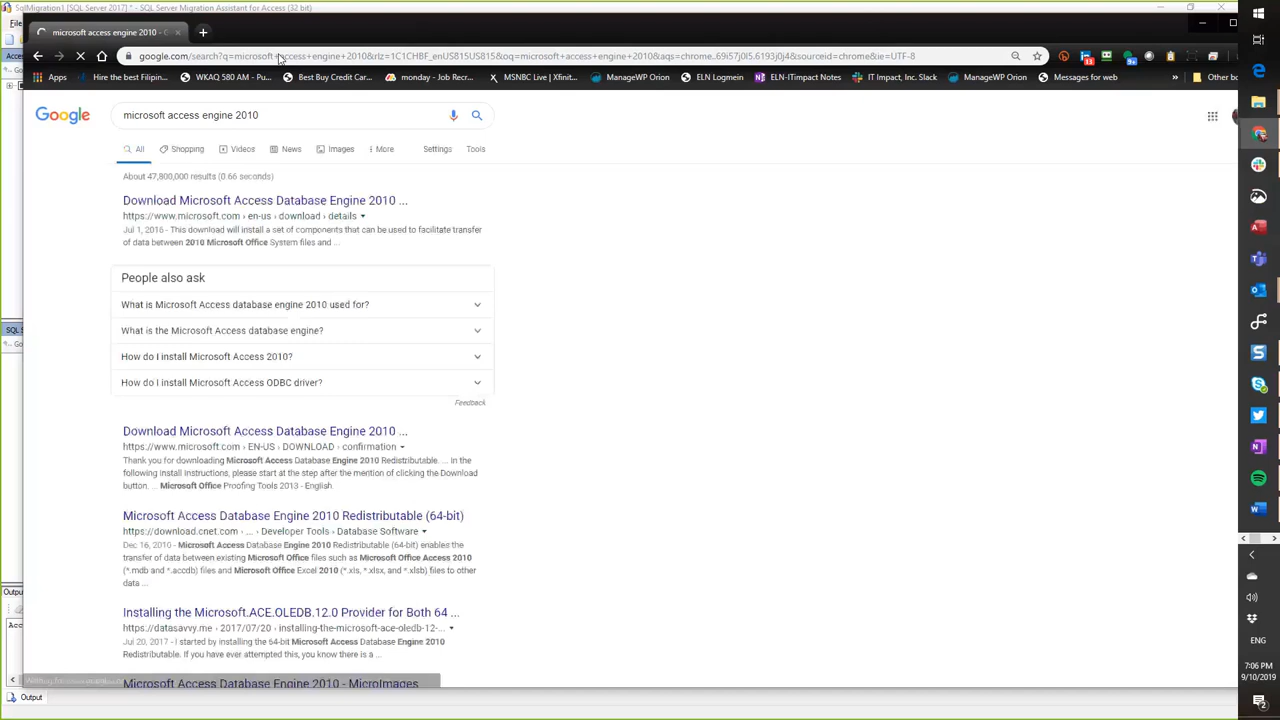 SqlMigration1 [SQL Server 2017]* - SQL Server Migration Assistant for Access (32 bit)
microsoft access engine 2010 - G
google.com/search?q=microsoft+access+engine+2010&rlz=1C1CHBF_enUS815US815&oq=microsoft+access+engine+2010&aqs=chrome..69i57j0l5.6193j0j4&sourceid=chrome&ie=UTF-8
Apps Hire the best Filipin... WKAQ 580 AM - Pu... Best Buy Credit Car... monday - Job Recr... MSNBC Live | Xfinit... ManageWP Orion ELN Logmein ELN-ITimpact Notes IT Impact, Inc. Slack ManageWP Orion Messages for web » Other bo
Google
microsoft access engine 2010
All Shopping Videos News Images More Settings Tools
About 47,800,000 results (0.66 seconds)
Download Microsoft Access Database Engine 2010 ...
https://www.microsoft.com › en-us › download › details
Jul 1, 2016 - This download will install a set of components that can be used to facilitate transfer
of data between 2010 Microsoft Office System files and ...
People also ask
What is Microsoft Access database engine 2010 used for?
What is the Microsoft Access database engine?
How do I install Microsoft Access 2010?
How do I install Microsoft Access ODBC driver?
Feedback
Download Microsoft Access Database Engine 2010 ...
https://www.microsoft.com › EN-US › DOWNLOAD › confirmation
Thank you for downloading Microsoft Access Database Engine 2010 Redistributable. ... In the
following install Instructions, please start at the step after the mention of clicking the Download
button. ... Microsoft Office Proofing Tools 2013 - English.
Microsoft Access Database Engine 2010 Redistributable (64-bit)
https://download.cnet.com › ... › Developer Tools › Database Software
Dec 16, 2010 - Microsoft Access Database Engine 2010 Redistributable (64-bit) enables the
transfer of data between existing Microsoft Office files such as Microsoft Office Access 2010
(*.mdb and *.accdb) files and Microsoft Office Excel 2010 (*.xls, *.xlsx, and *.xlsb) files to other
data ...
Installing the Microsoft.ACE.OLEDB.12.0 Provider for Both 64 ...
https://datasavvy.me › 2017/07/20 › installing-the-microsoft-ace-oledb-12-...
Jul 20, 2017 - I started by installing the 64-bit Microsoft Access Database Engine 2010
Redistributable. If you have ever attempted this, you know there is a ...
Microsoft Access Database Engine 2010 - MicroImages
Output
ENG
7:06 PM
9/10/2019